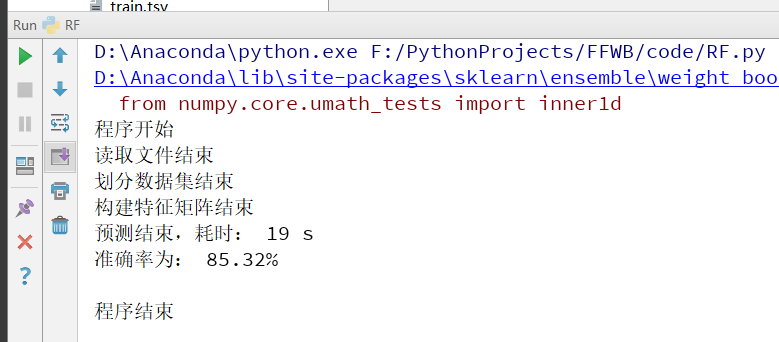 train.tsv
Run RF
D:\Anaconda\python.exe F:/PythonProjects/FFWB/code/RF.py
D:\Anaconda\lib\site-packages\sklearn\ensemble\weight_boo
from numpy.core.umath_tests import inner1d
程序开始
读取文件结束
划分数据集结束
构建特征矩阵结束
预测结束，耗时： 19 s
准确率为： 85.32%
程序结束